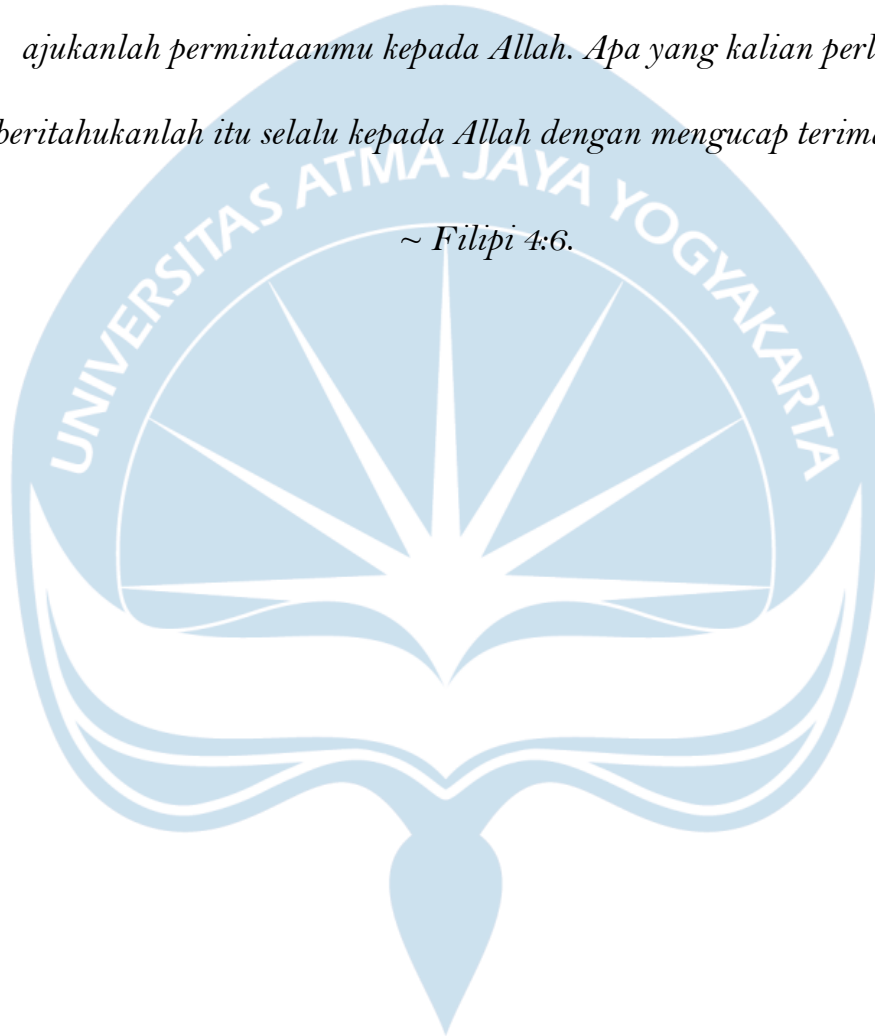 ajukanlah permintaanmu kepada Allah. Apa yang kalian perl
beritahukanlah itu selalu kepada Allah dengan mengucap terima
UNIVERSITAS ATMA JAYA YOGYAKARTA
~ Filipi 4:6.